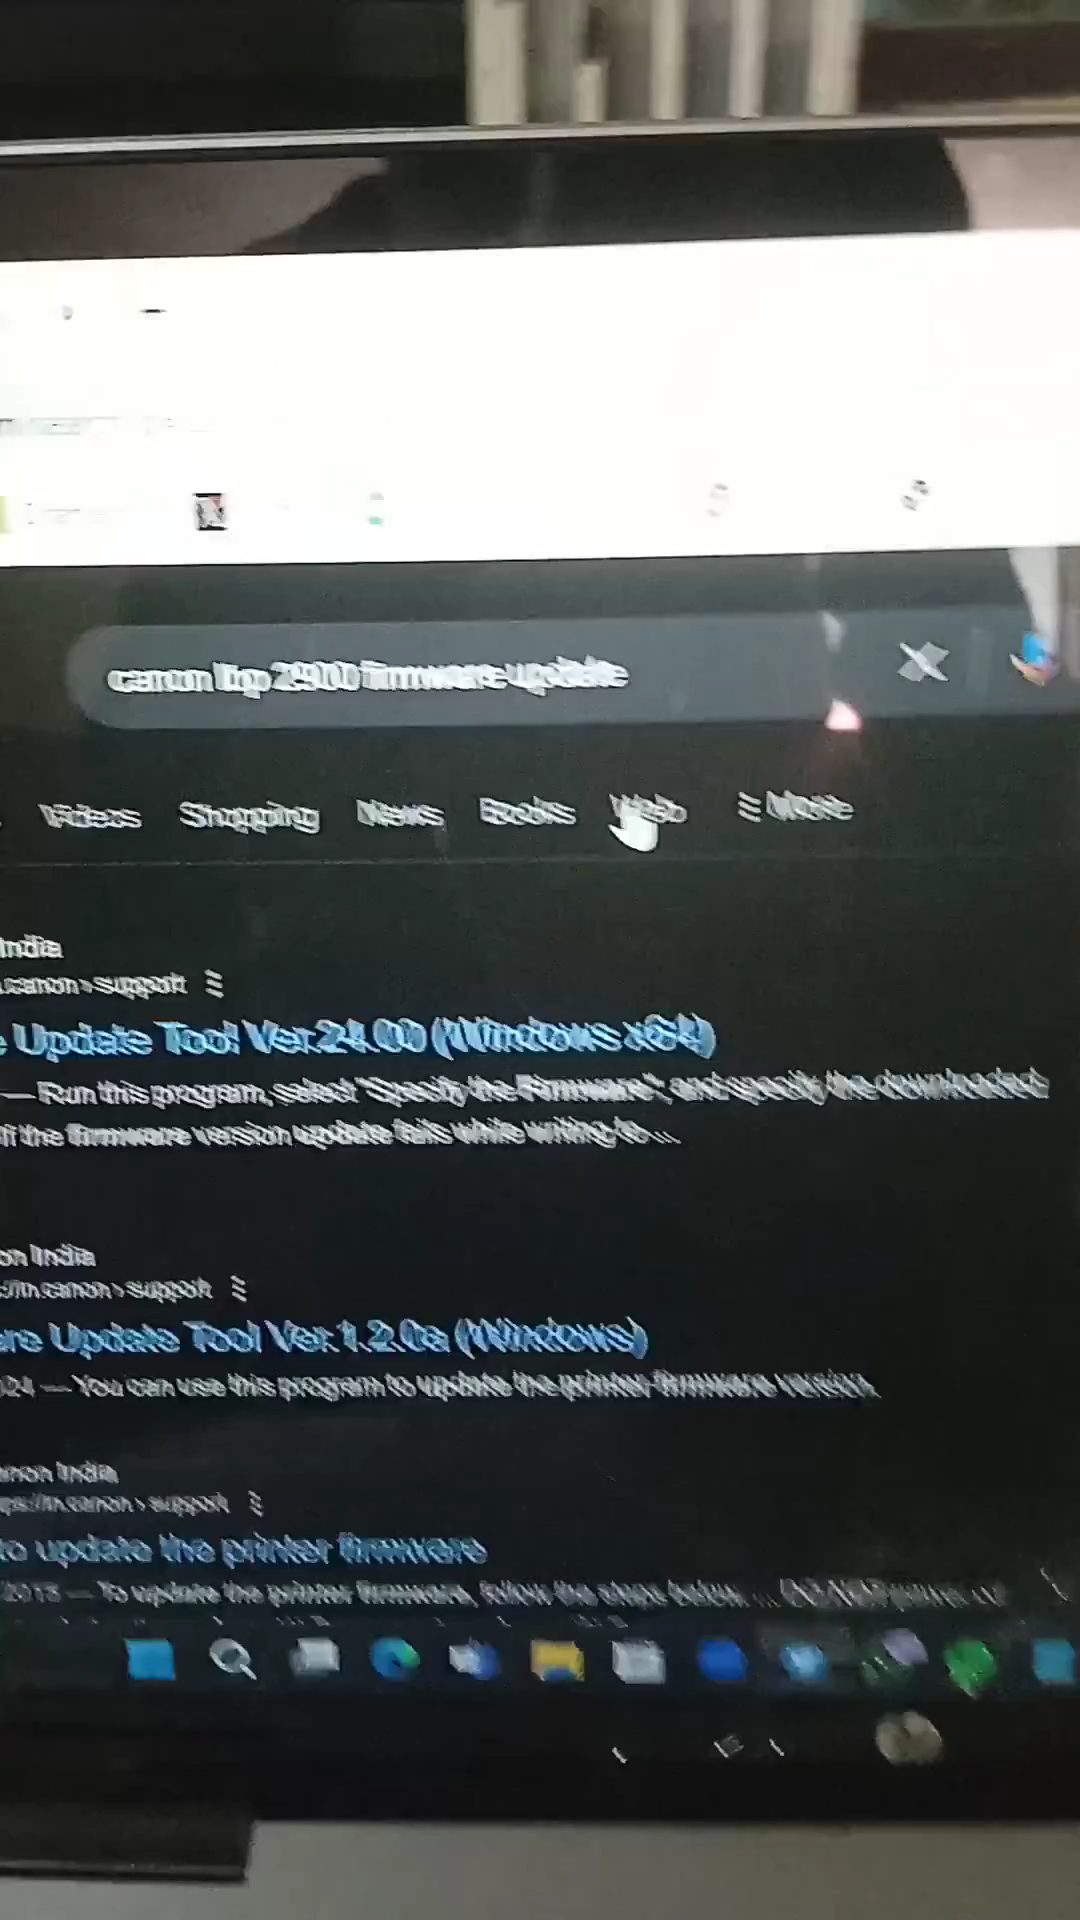 canon lbp 2900 firmware update
Videos Shopping News Books Web More
India
canon › support
Update Tool Ver.24.00 (Windows x64)
— Run this program, select "Specify the Firmware", and specify the downloaded
If the firmware version update fails while writing to ...
on India
://in.canon › support
are Update Tool Ver.1.2.0a (Windows)
024 — You can use this program to update the printer firmware version.
anon India
ps://in.canon › support
to update the printer firmware
2018 — To update the printer firmware, follow the steps below. ...